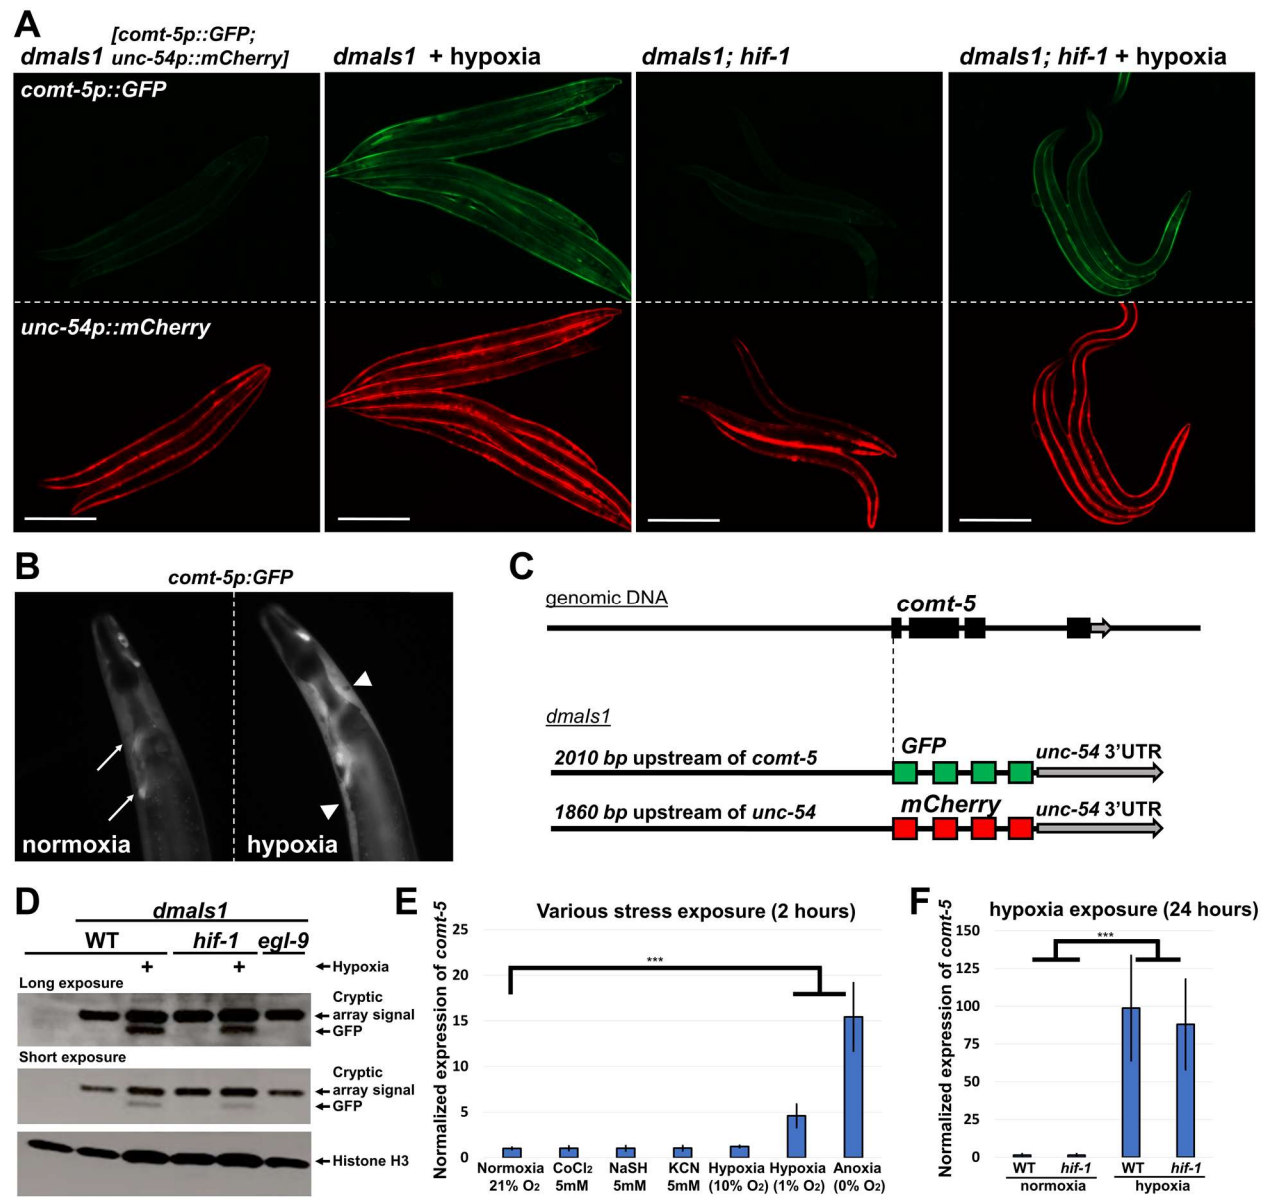 A
[comt-5p::GFP;
dmaIs1 unc-54p::mCherry]
dmaIs1 + hypoxia
dmaIs1; hif-1
dmaIs1; hif-1 + hypoxia
comt-5p::GFP
unc-54p::mCherry
B
comt-5p:GFP
normoxia
hypoxia
C
genomic DNA
comt-5
dmaIs1
2010 bp upstream of comt-5
GFP
unc-54 3’UTR
1860 bp upstream of unc-54
mCherry
unc-54 3’UTR
D
dmaIs1
WT hif-1 egl-9
+ + Hypoxia
Long exposure
Cryptic
array signal
GFP
Short exposure
Cryptic
array signal
GFP
Histone H3
E
Various stress exposure (2 hours)
Normalized expression of comt-5
25
20
15
10
5
0
***
Normoxia CoCl2 NaSH KCN Hypoxia Hypoxia Anoxia
21% O2 5mM 5mM 5mM (10% O2) (1% O2) (0% O2)
F
hypoxia exposure (24 hours)
Normalized expression of comt-5
150
125
100
75
50
25
0
***
WT hif-1 WT hif-1
normoxia hypoxia